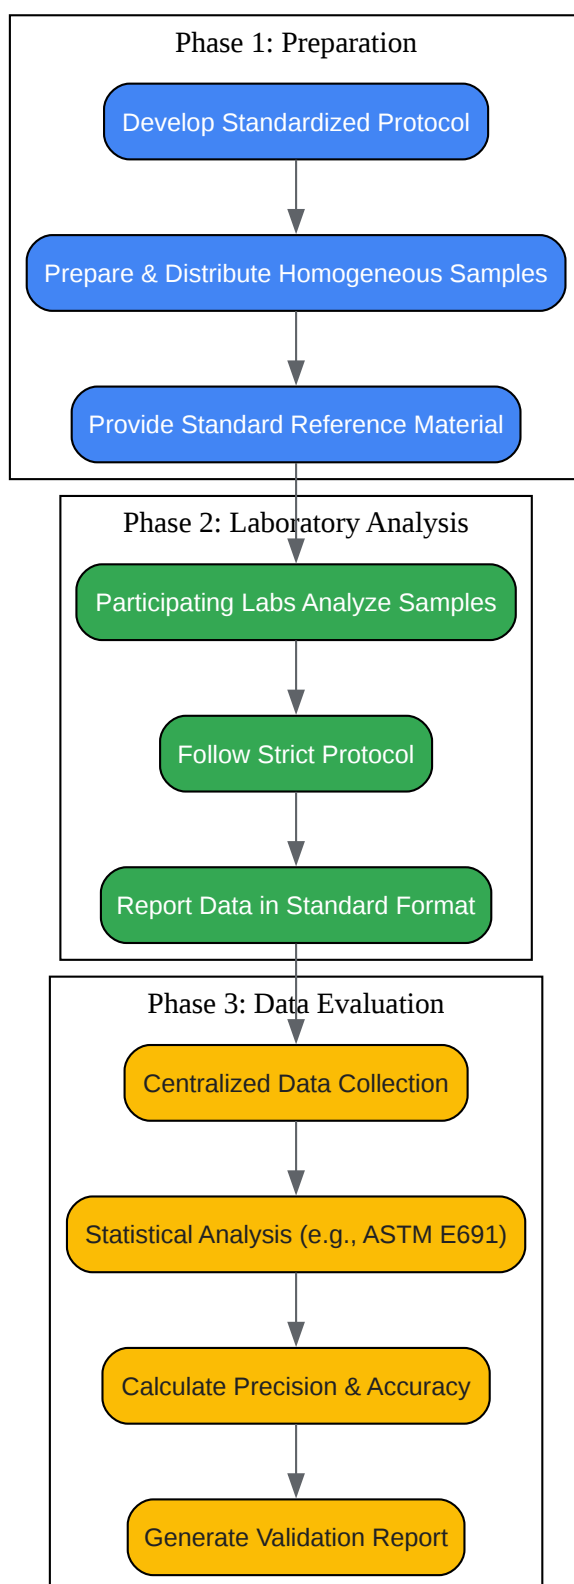 Phase 1: Preparation
Develop Standardized Protocol
Prepare & Distribute Homogeneous Samples
Provide Standard Reference Material
Phase 2: Laboratory Analysis
Participating Labs Analyze Samples
Follow Strict Protocol
Report Data in Standard Format
Phase 3: Data Evaluation
Centralized Data Collection
Statistical Analysis (e.g., ASTM E691)
Calculate Precision & Accuracy
Generate Validation Report